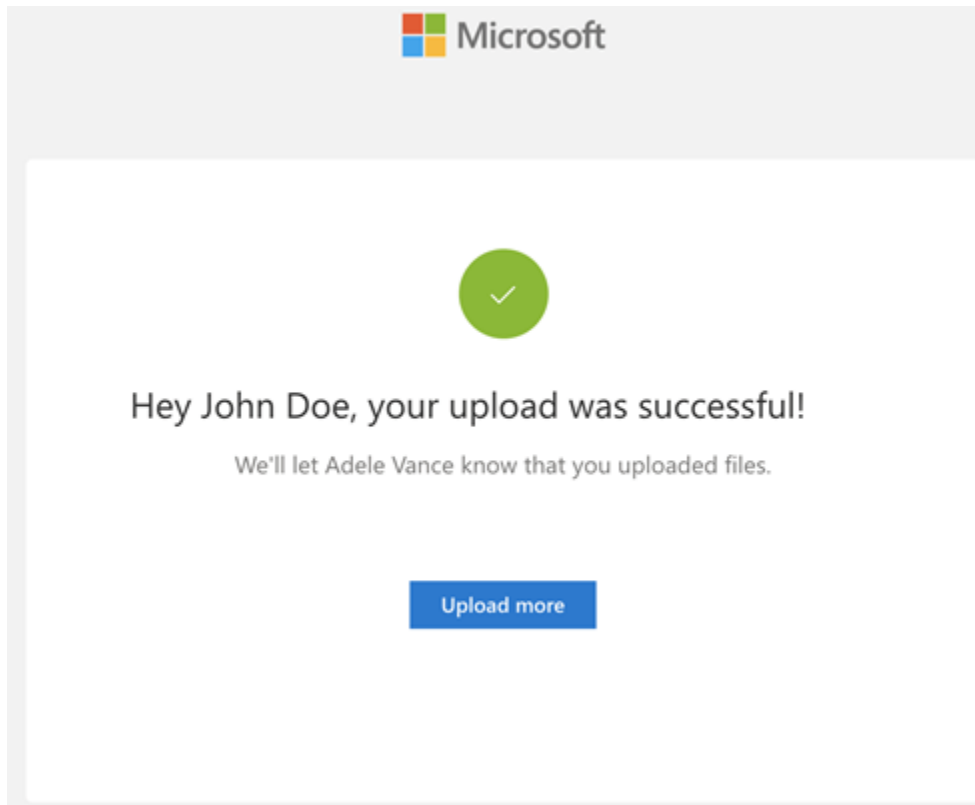 Microsoft
Hey John Doe, your upload was successful!
We'll let Adele Vance know that you uploaded files.
Upload more